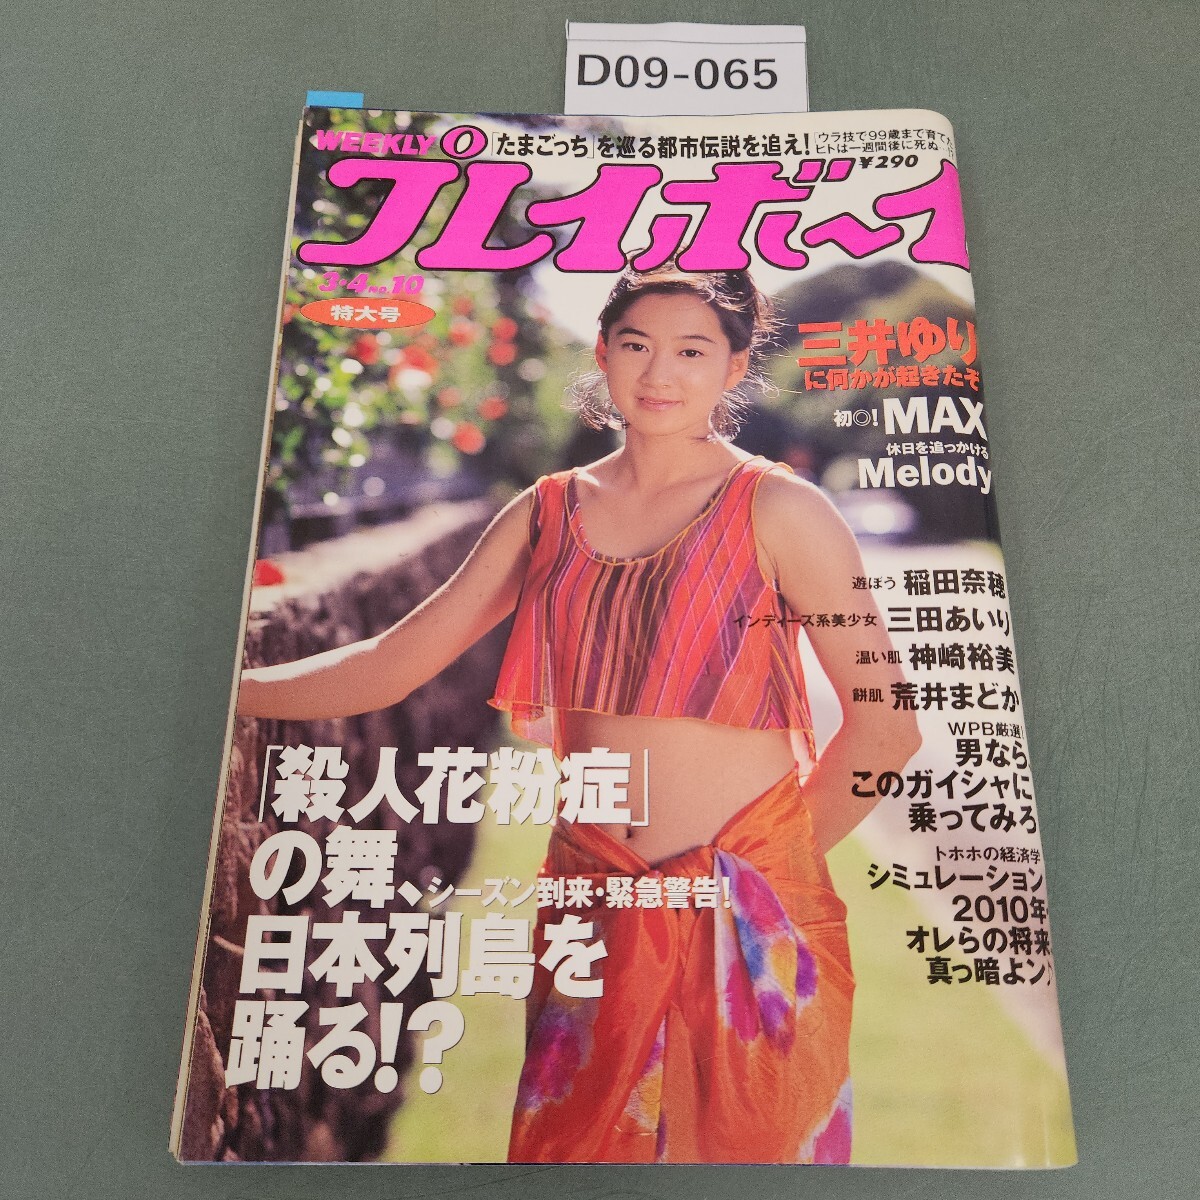 D09-065
WEEKLY
「たまごっち」を巡る都市伝説を追え!
「ウラ技で99歳まで育てた
ヒトは一週間後に死ぬ
¥290
プレイボーイ
3・4 no.10
特大号
三井ゆり
に何かが起きたぞ
初◎! MAX
休日を追っかける
Melody
遊ぼう 稲田奈穂
インディーズ系美少女 三田あいり
温い肌 神崎裕美
餅肌 荒井まどか
WPB厳選!
男なら
このガイシャに
乗ってみろ
トホホの経済学
シミュレーション
2010年
オレらの将来
真っ暗よン
「殺人花粉症」
の舞、シーズン到来・緊急警告!
日本列島を
踊る!?